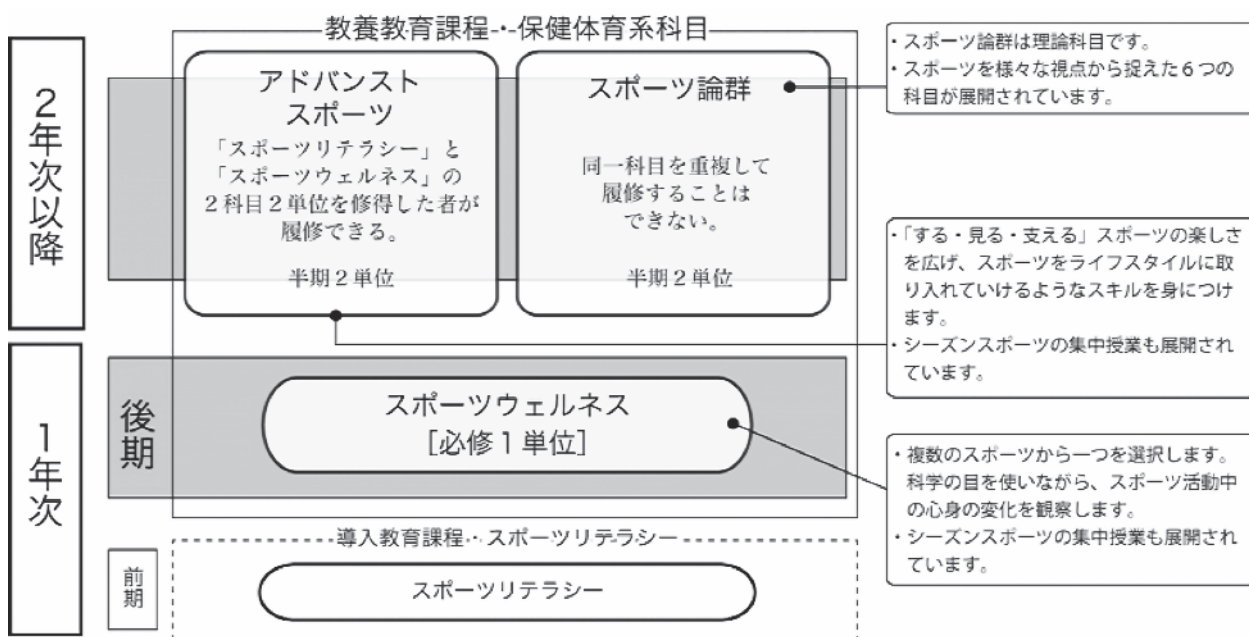 教養教育課程・・保健体育系科目
2年次以降
アドバンスト
スポーツ
「スポーツリテラシー」と
「スポーツウェルネス」の
２科目２単位を修得した者が
履修できる。
半期２単位
スポーツ論群
同一科目を重複して
履修することは
できない。
半期２単位
・スポーツ論群は理論科目です。
・スポーツを様々な視点から捉えた６つの
科目が展開されています。
・「する・見る・支える」スポーツの楽しさ
を広げ、スポーツをライフスタイルに取
り入れていけるようなスキルを身につけ
ます。
・シーズンスポーツの集中授業も展開され
ています。
1年次
後期
スポーツウェルネス
［必修１単位］
・複数のスポーツから一つを選択します。
科学の目を使いながら、スポーツ活動中
の心身の変化を観察します。
・シーズンスポーツの集中授業も展開され
ています。
導入教育課程・・スポーツリテラシー
前期
スポーツリテラシー